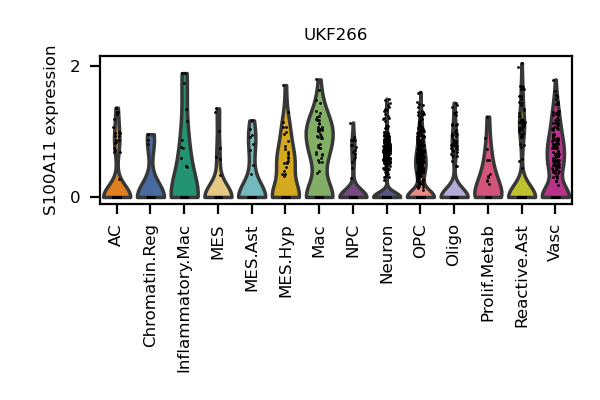 UKF266
S100A11 expression
2
0
AC
Chromatin.Reg
Inflammatory.Mac
MES
MES.Ast
MES.Hyp
Mac
NPC
Neuron
OPC
Oligo
Prolif.Metab
Reactive.Ast
Vasc